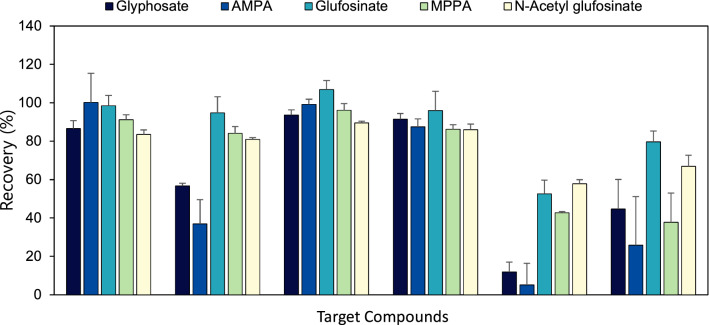 Glyphosate AMPA Glufosinate MPPA N-Acetyl glufosinate
140
120
100
80
60
40
20
0
Recovery (%)
Target Compounds